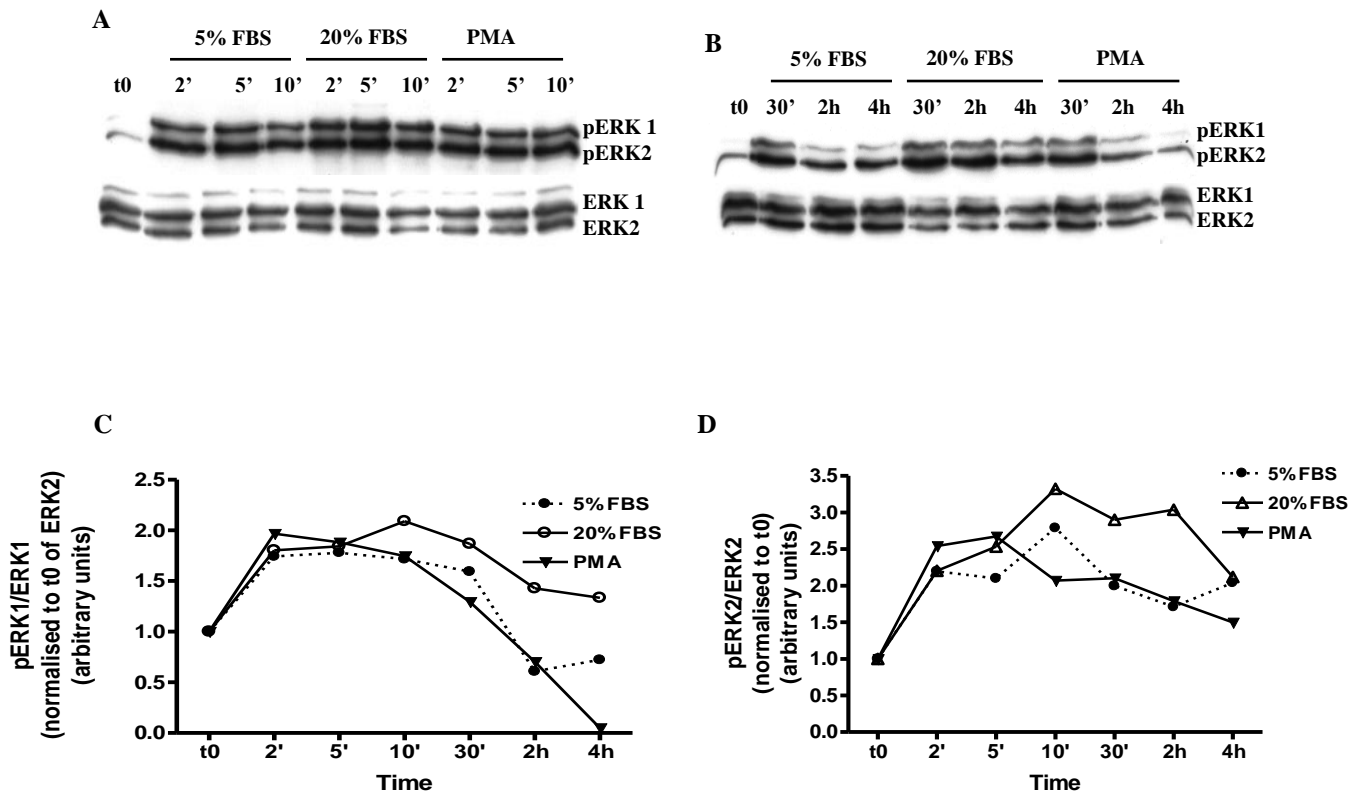 A
5% FBS 20% FBS PMA
t0 2’ 5’ 10’ 2’ 5’ 10’ 2’ 5’ 10’
pERK 1
pERK2
ERK 1
ERK2
B
5% FBS 20% FBS PMA
t0 30’ 2h 4h 30’ 2h 4h 30’ 2h 4h
pERK1
pERK2
ERK1
ERK2
C
pERK1/ERK1
(normalised to t0 of ERK2)
(arbitrary units)
2.5
2.0
1.5
1.0
0.5
0.0
t0 2' 5' 10' 30' 2h 4h
Time
5%FBS
20%FBS
PMA
D
pERK2/ERK2
(normalised to t0)
(arbitrary units)
3.5
3.0
2.5
2.0
1.5
1.0
0.5
0.0
t0 2' 5' 10' 30' 2h 4h
Time
5%FBS
20%FBS
PMA